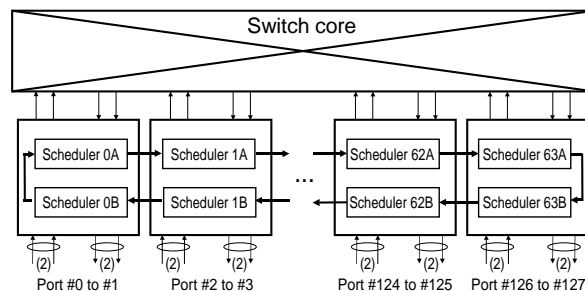 Switch core
Scheduler 0A Scheduler 1A Scheduler 62A Scheduler 63A
...
Scheduler 0B Scheduler 1B Scheduler 62B Scheduler 63B
(2) (2) (2) (2) (2) (2) (2) (2)
Port #0 to #1 Port #2 to #3 Port #124 to #125 Port #126 to #127